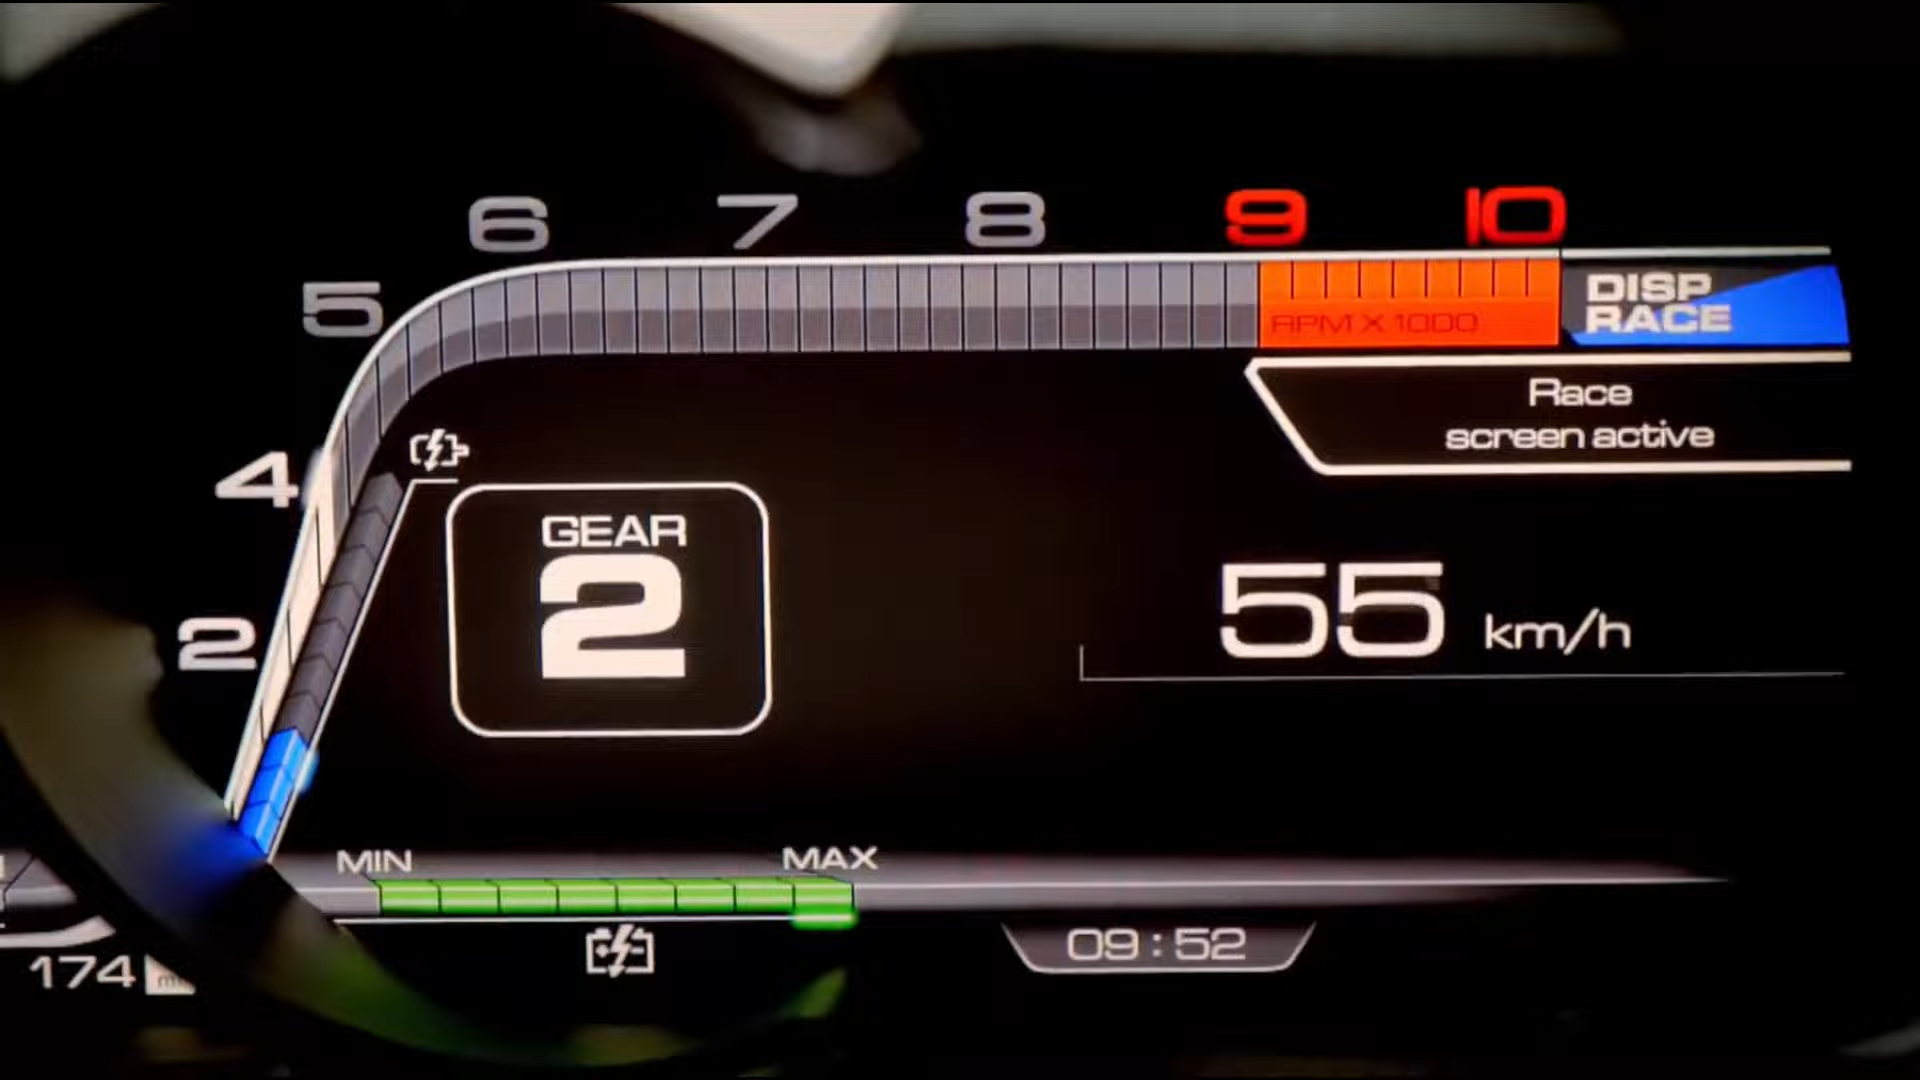 6 7 8 9 10
5
DISP
RACE
RPM X 1000
Race
screen active
4
GEAR
2
55 km/h
2
MIN MAX
09:52
174